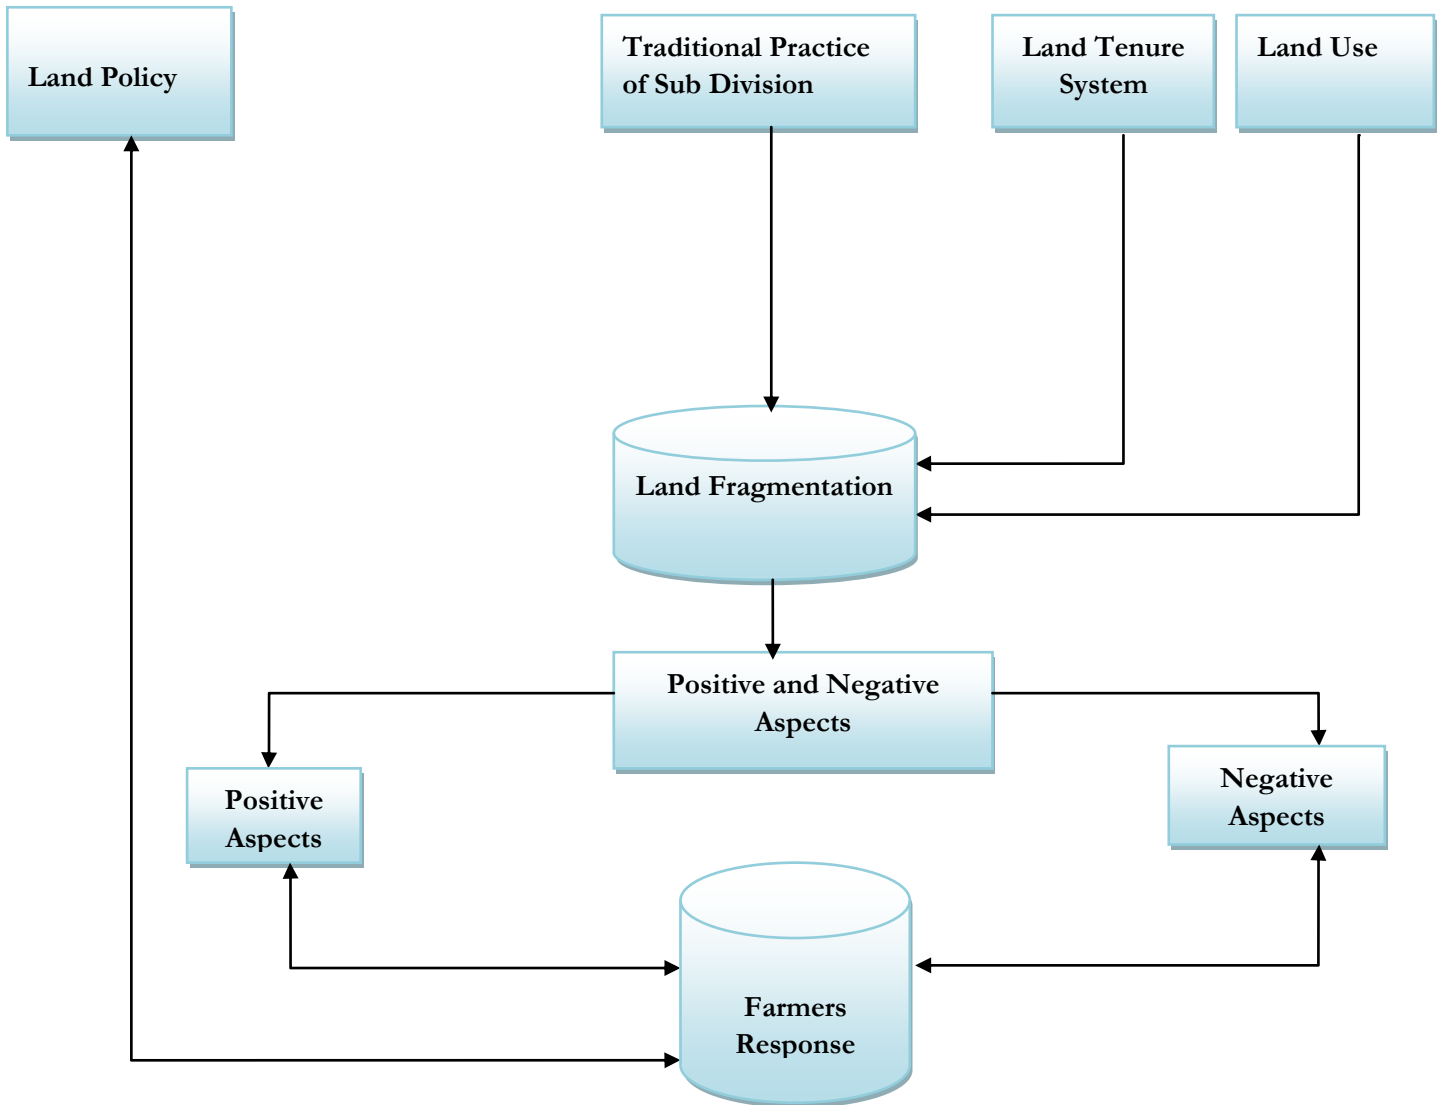 Land Policy
Traditional Practice
of Sub Division
Land Tenure
System
Land Use
Land Fragmentation
Positive and Negative
Aspects
Positive
Aspects
Negative
Aspects
Farmers
Response